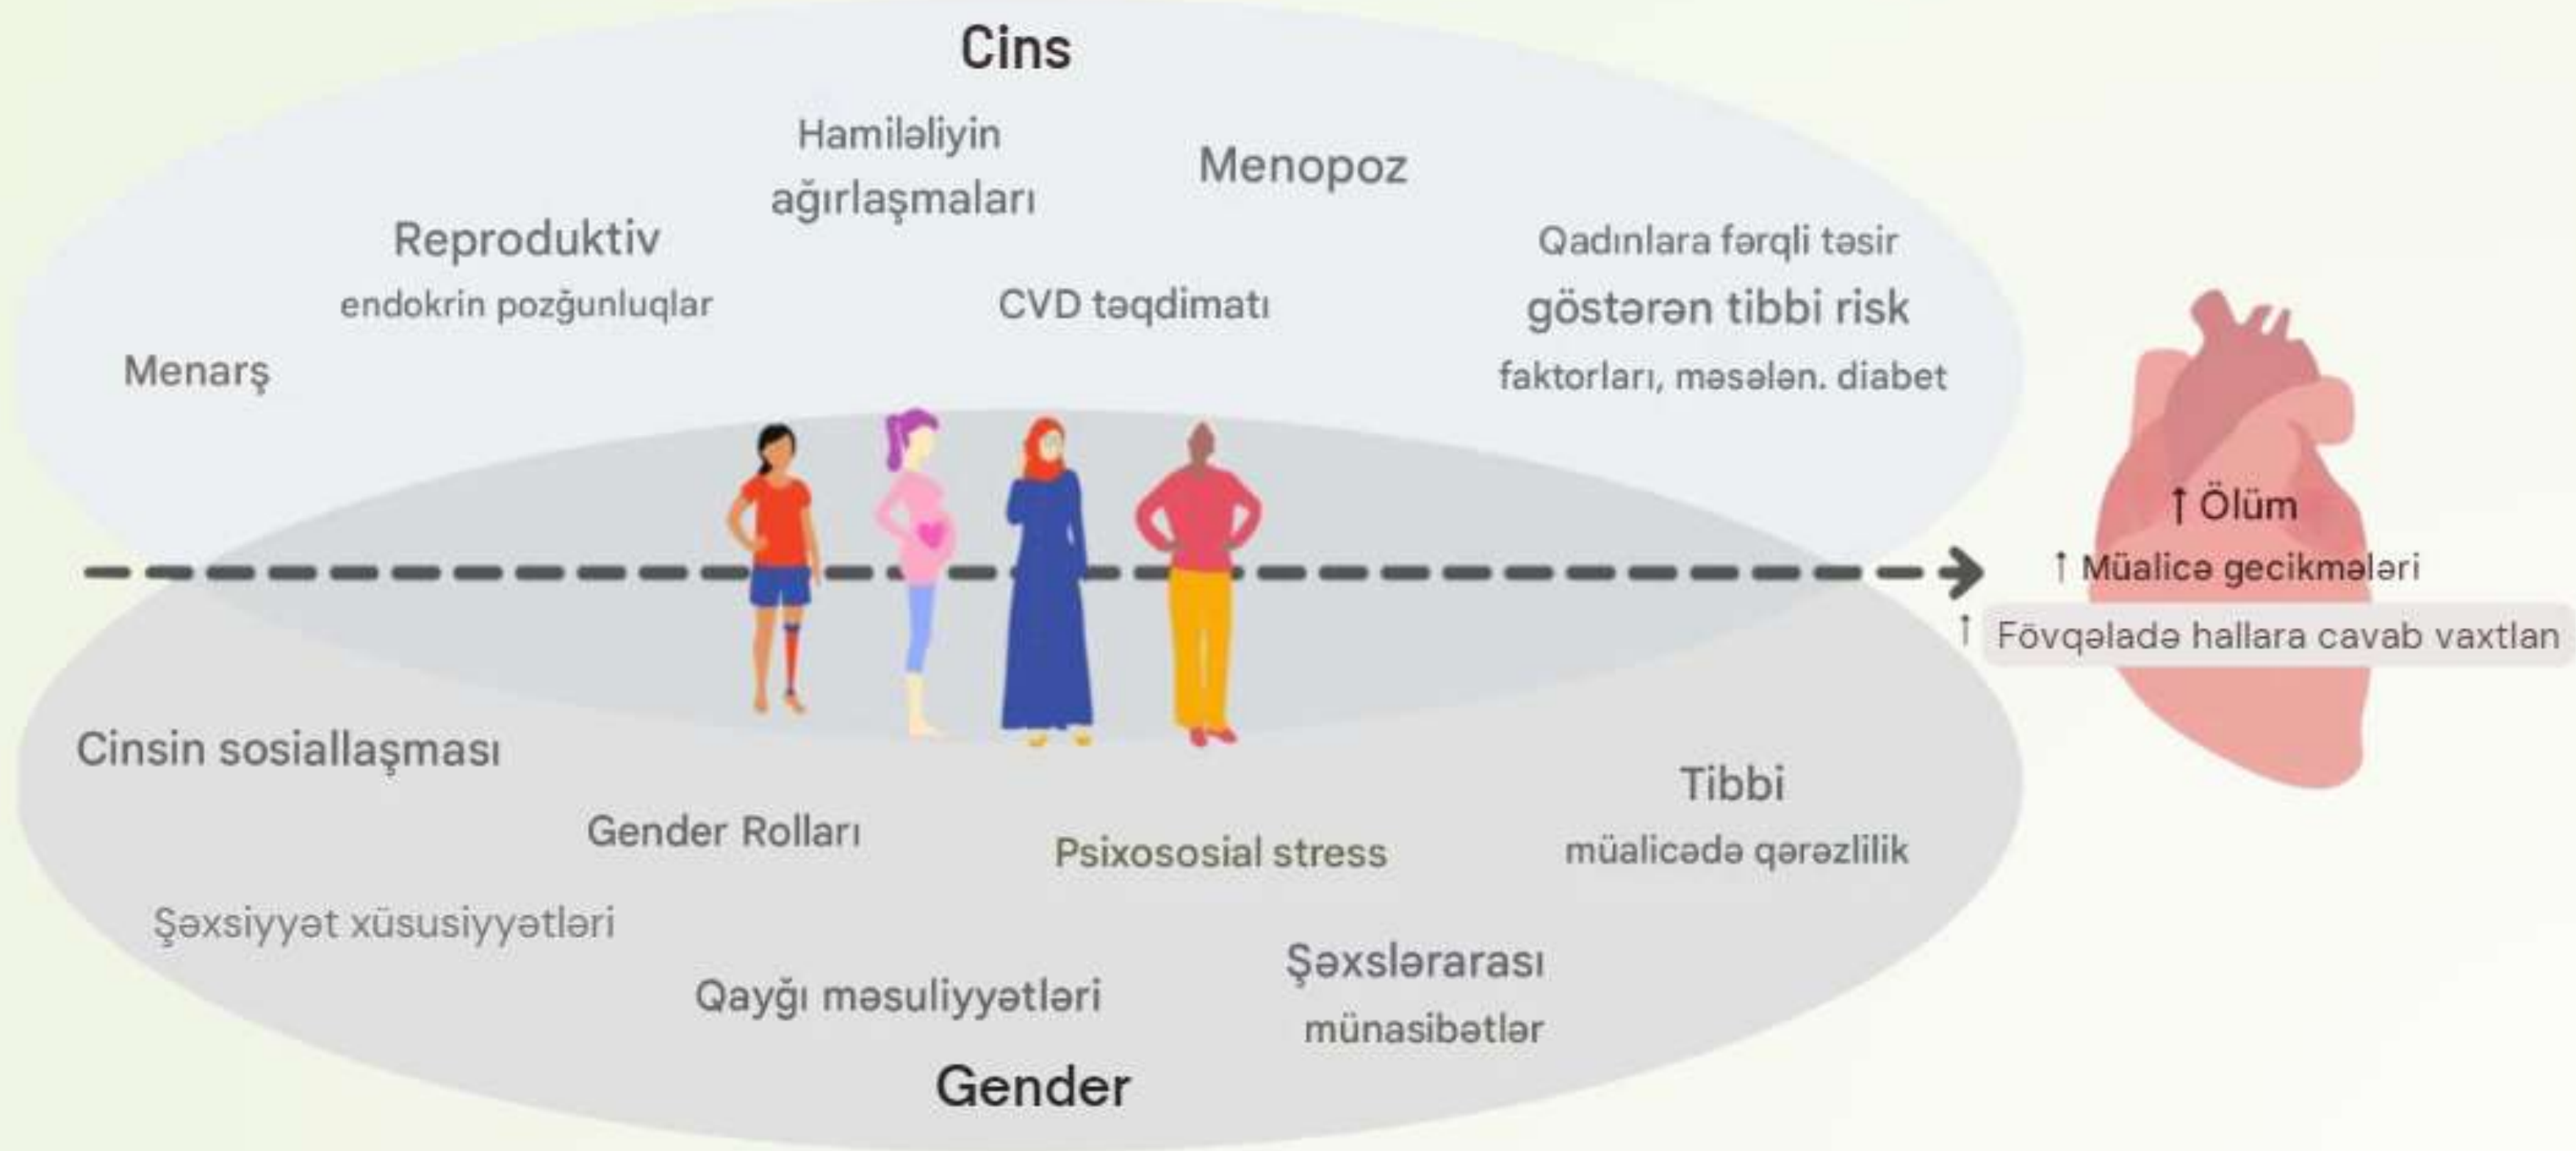 Cins
Hamiləliyin
ağırlaşmaları
Menopoz
Reproduktiv
endokrin pozğunluqlar
Qadınlara fərqli təsir
göstərən tibbi risk
faktorları, məsələn. diabet
CVD təqdimatı
Menarş
↑ Ölüm
↑ Müalicə gecikmələri
↑ Fövqəladə hallara cavab vaxtlan
Cinsin sosiallaşması
Gender Rolları
Psixososial stress
Tibbi
müalicədə qərəzlilik
Şəxsiyyət xüsusiyyətləri
Qayğı məsuliyyətləri
Şəxslərarası
münasibətlər
Gender